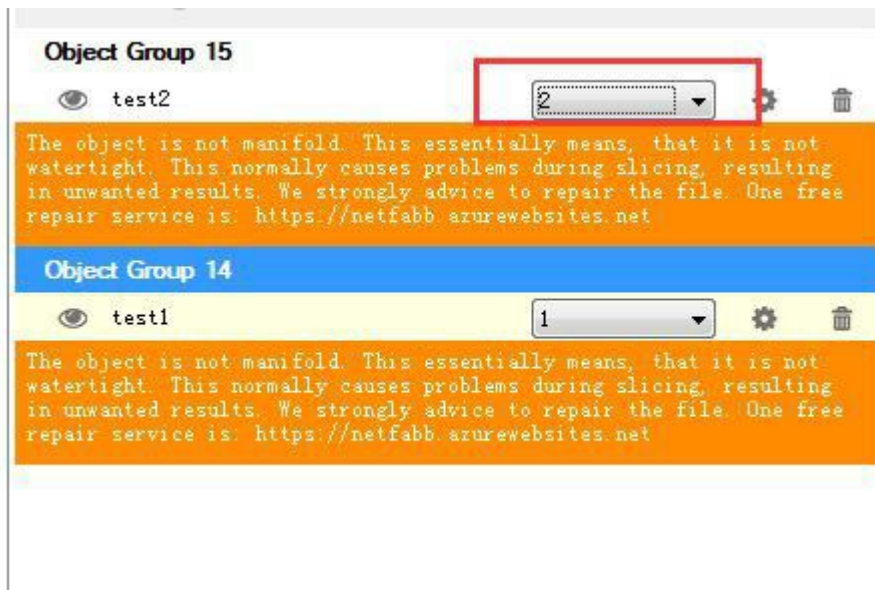 Object Group 15
test2
2
The object is not manifold. This essentially means, that it is not
watertight. This normally causes problems during slicing, resulting
in unwanted results. We strongly advice to repair the file. One free
repair service is: https://netfabb.azurewebsites.net
Object Group 14
test1
1
The object is not manifold. This essentially means, that it is not
watertight. This normally causes problems during slicing, resulting
in unwanted results. We strongly advice to repair the file. One free
repair service is: https://netfabb.azurewebsites.net